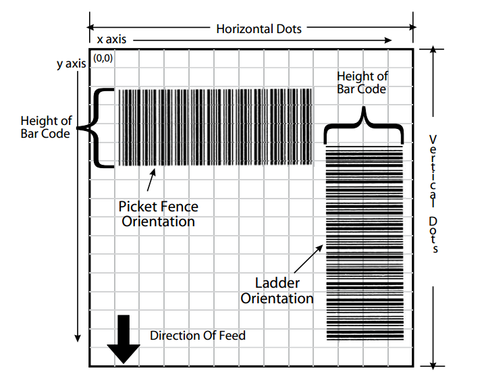 Horizontal Dots
x axis
y axis
(0,0)
Height of
Bar Code
Height of
Bar Code
Picket Fence
Orientation
Vertical Dots
Ladder
Orientation
Direction Of Feed